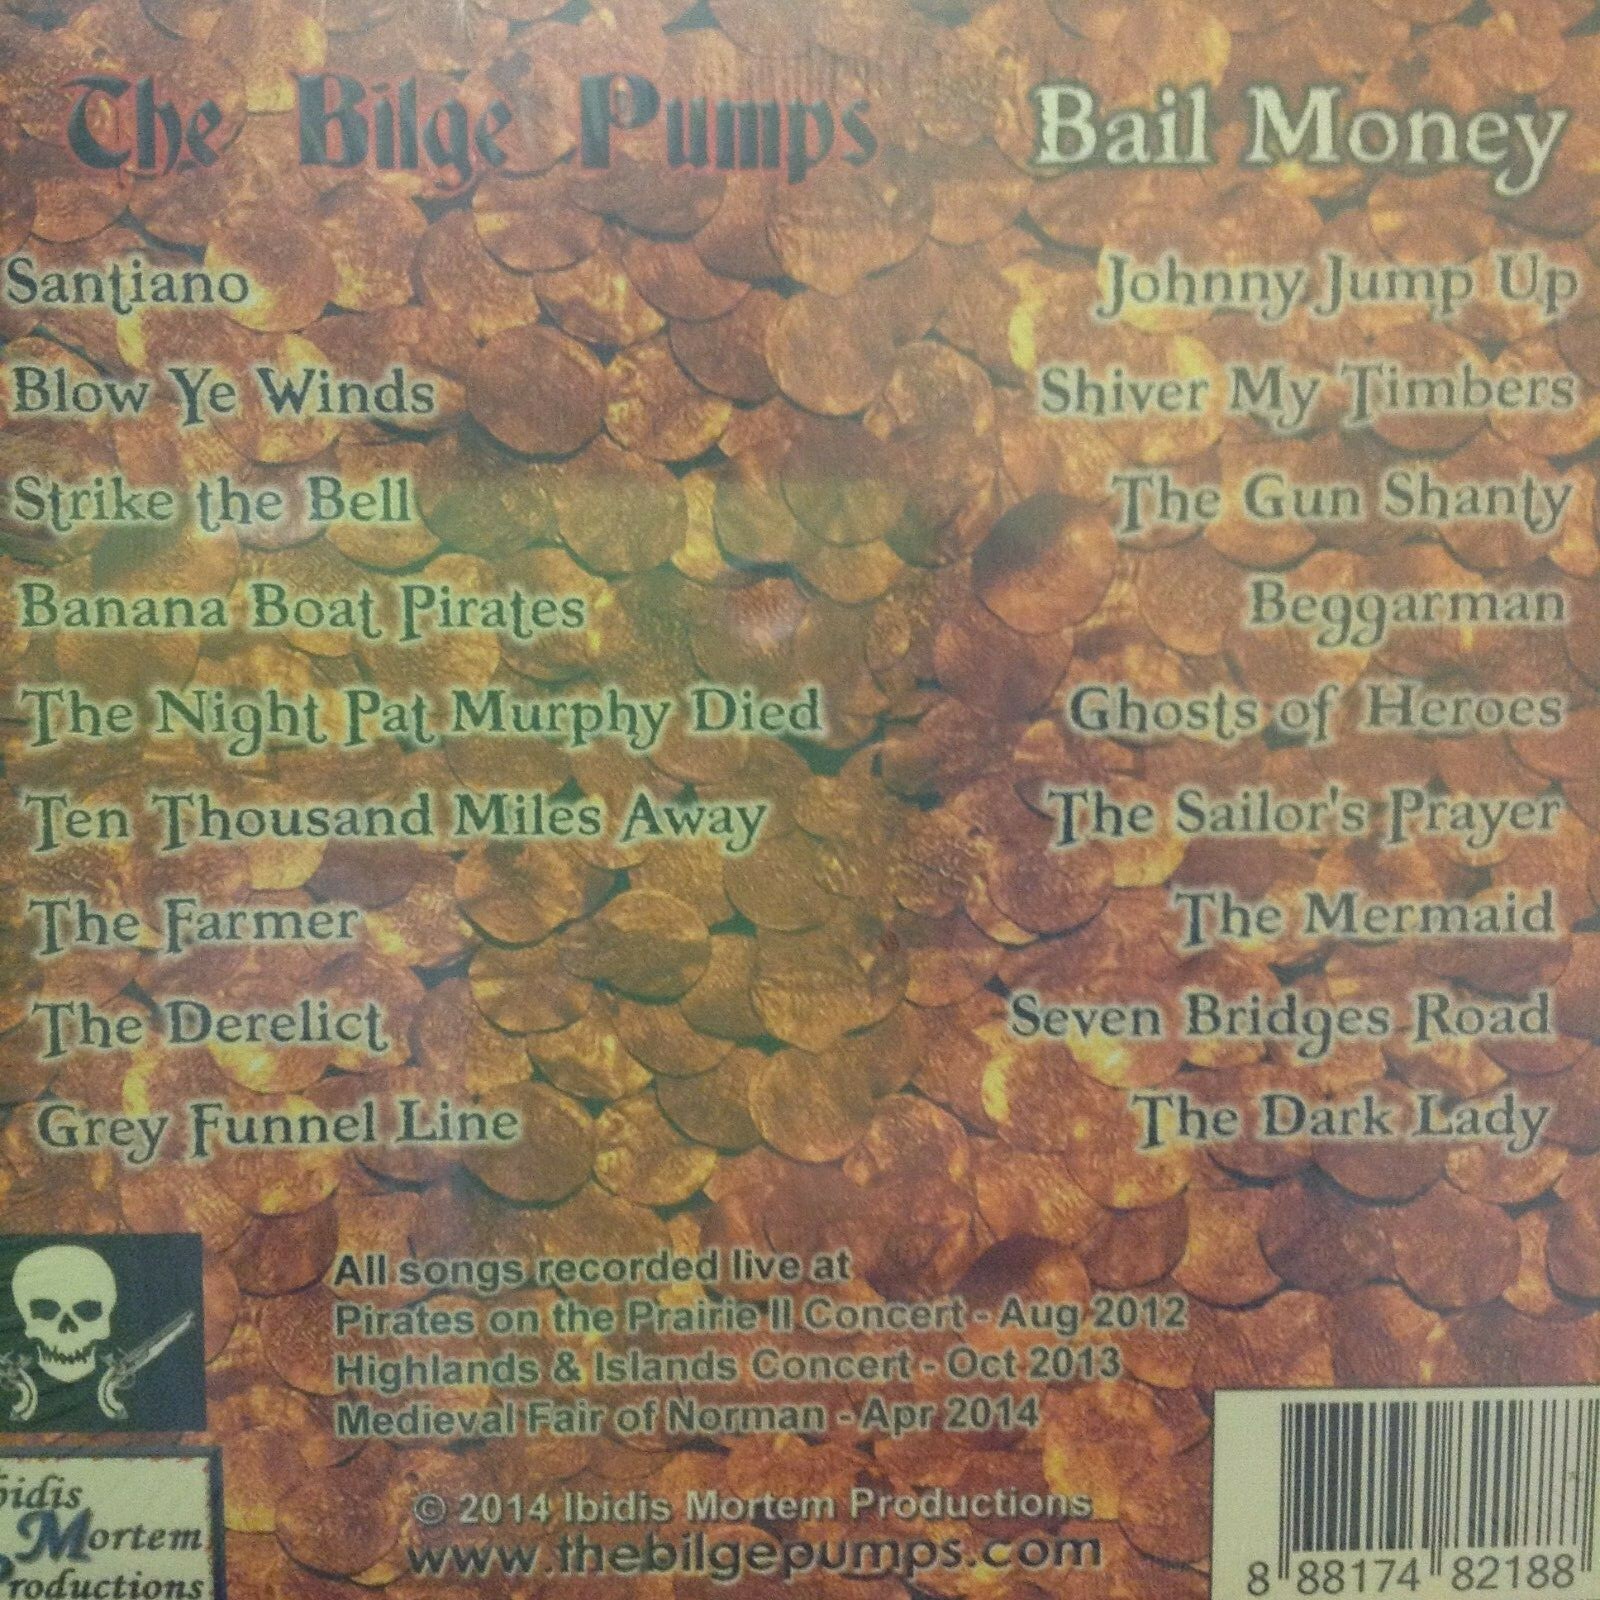 The Bilge Pumps
Bail Money
Santiano
Blow Ye Winds
Strike the Bell
Banana Boat Pirates
The Night Pat Murphy Died
Ten Thousand Miles Away
The Farmer
The Derelict
Grey Funnel Line
Johnny Jump Up
Shiver My Timbers
The Gun Shanty
Beggarman
Ghosts of Heroes
The Sailor's Prayer
The Mermaid
Seven Bridges Road
The Dark Lady
All songs recorded live at
Pirates on the Prairie II Concert - Aug 2012
Highlands & Islands Concert - Oct 2013
Medieval Fair of Norman - Apr 2014
© 2014 Ibidis Mortem Productions
www.thebilgepumps.com
bidis
Mortem
Productions
8 88174 82188